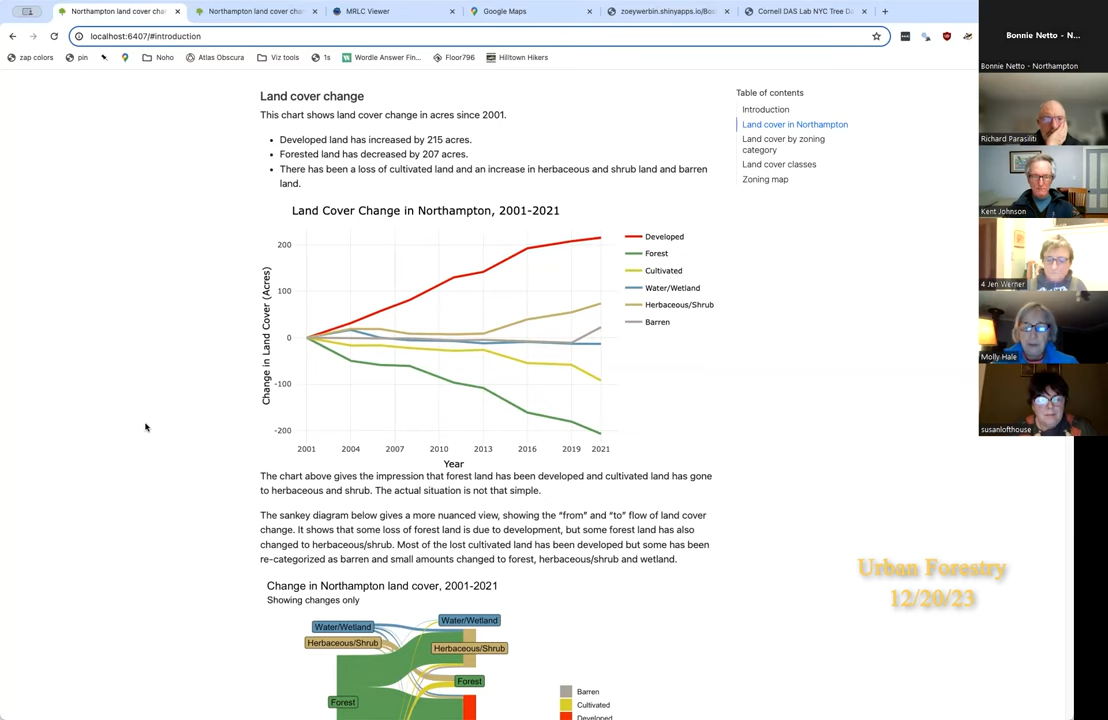 Northampton land cover chan
Northampton land cover chan
MRLC Viewer
Google Maps
zoeywerbin.shinyapps.io/Bos
Cornell DAS Lab NYC Tree Da
localhost:6407/#introduction
zap colors
pin
Noho
Atlas Obscura
Viz tools
1s
Wordle Answer Fin...
Floor796
Hilltown Hikers
Bonnie Netto - N...
Bonnie Netto - Northampton
Richard Parasiliti
Kent Johnson
4 Jen Werner
Molly Hale
susanlofthouse
Land cover change
This chart shows land cover change in acres since 2001.
• Developed land has increased by 215 acres.
• Forested land has decreased by 207 acres.
• There has been a loss of cultivated land and an increase in herbaceous and shrub land and barren
land.
Table of contents
Introduction
Land cover in Northampton
Land cover by zoning
category
Land cover classes
Zoning map
Land Cover Change in Northampton, 2001-2021
Change in Land Cover (Acres)
200
100
0
-100
-200
2001 2004 2007 2010 2013 2016 2019 2021
Year
Developed
Forest
Cultivated
Water/Wetland
Herbaceous/Shrub
Barren
The chart above gives the impression that forest land has been developed and cultivated land has gone
to herbaceous and shrub. The actual situation is not that simple.
The sankey diagram below gives a more nuanced view, showing the “from” and “to” flow of land cover
change. It shows that some loss of forest land is due to development, but some forest land has also
changed to herbaceous/shrub. Most of the lost cultivated land has been developed but some has been
re-categorized as barren and small amounts changed to forest, herbaceous/shrub and wetland.
Change in Northampton land cover, 2001-2021
Showing changes only
Water/Wetland
Herbaceous/Shrub
Forest
Water/Wetland
Herbaceous/Shrub
Forest
Barren
Cultivated
Developed
Urban Forestry
12/20/23